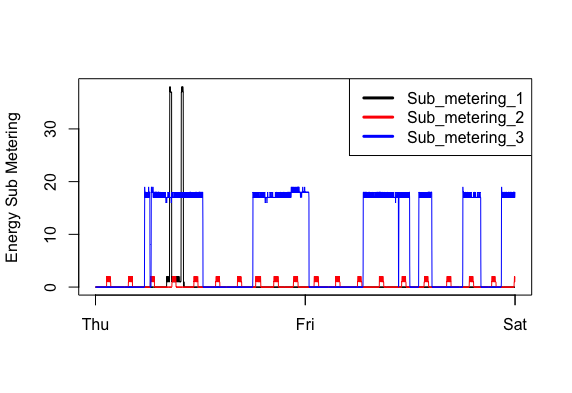 Sub_metering_1
Sub_metering_2
Sub_metering_3
Energy Sub Metering
30
20
10
0
Thu
Fri
Sat